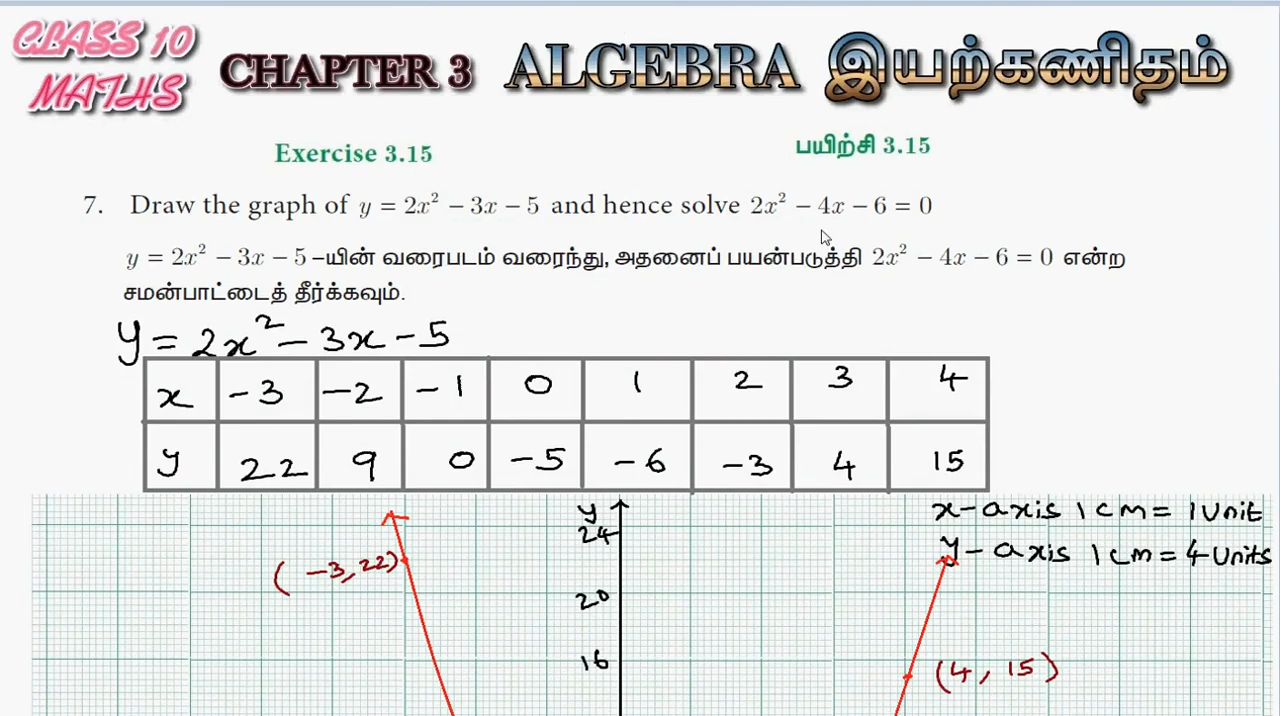 CLASS 10
MATHS
CHAPTER 3
ALGEBRA இயற்கணிதம்
Exercise 3.15
பயிற்சி 3.15
7. Draw the graph of y = 2x² − 3x − 5 and hence solve 2x² − 4x − 6 = 0
y = 2x² − 3x − 5 –யின் வரைபடம் வரைந்து, அதனைப் பயன்படுத்தி 2x² − 4x − 6 = 0 என்ற
சமன்பாட்டைத் தீர்க்கவும்.
y = 2x² − 3x − 5
x −3 −2 −1 0 1 2 3 4
y 22 9 0 −5 −6 −3 4 15
y
x-axis 1cm = 1Unit
24
y-axis 1cm = 4Units
(−3,22)
20
16
(4, 15)